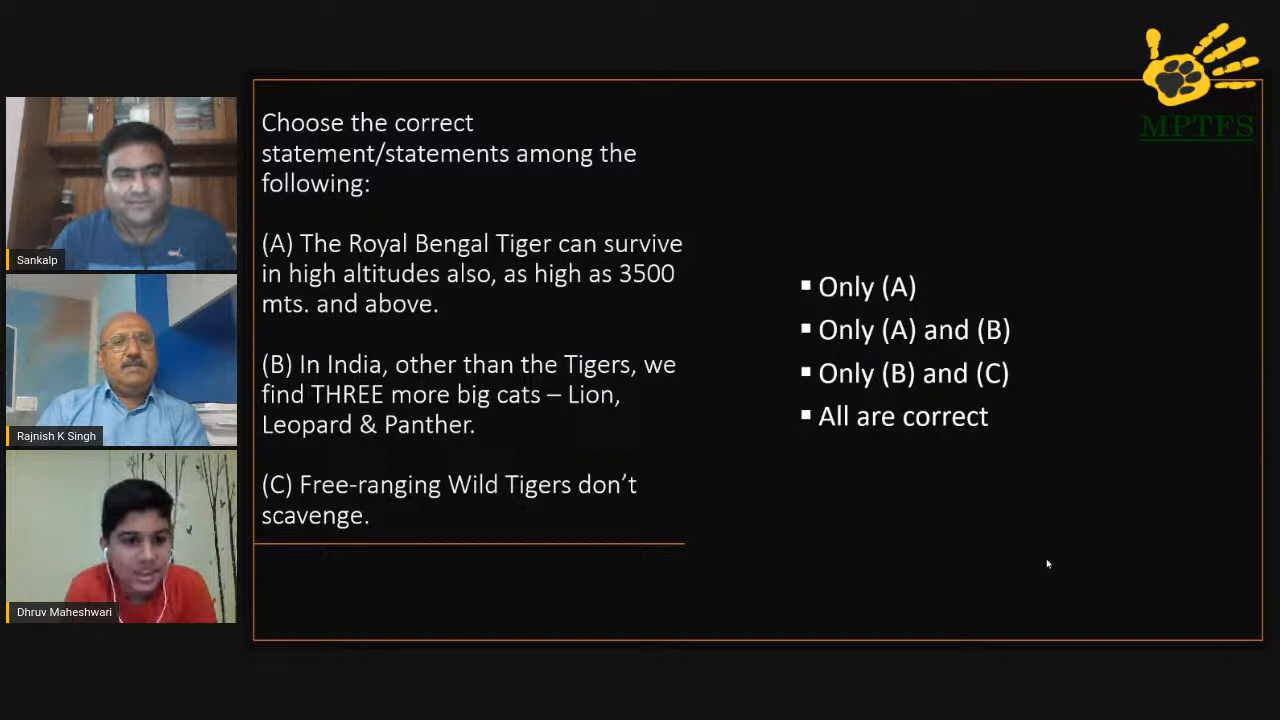 MPTFS
Choose the correct
statement/statements among the
following:
(A) The Royal Bengal Tiger can survive
in high altitudes also, as high as 3500
mts. and above.
(B) In India, other than the Tigers, we
find THREE more big cats – Lion,
Leopard & Panther.
(C) Free-ranging Wild Tigers don’t
scavenge.
▪ Only (A)
▪ Only (A) and (B)
▪ Only (B) and (C)
▪ All are correct
Sankalp
Rajnish K Singh
Dhruv Maheshwari